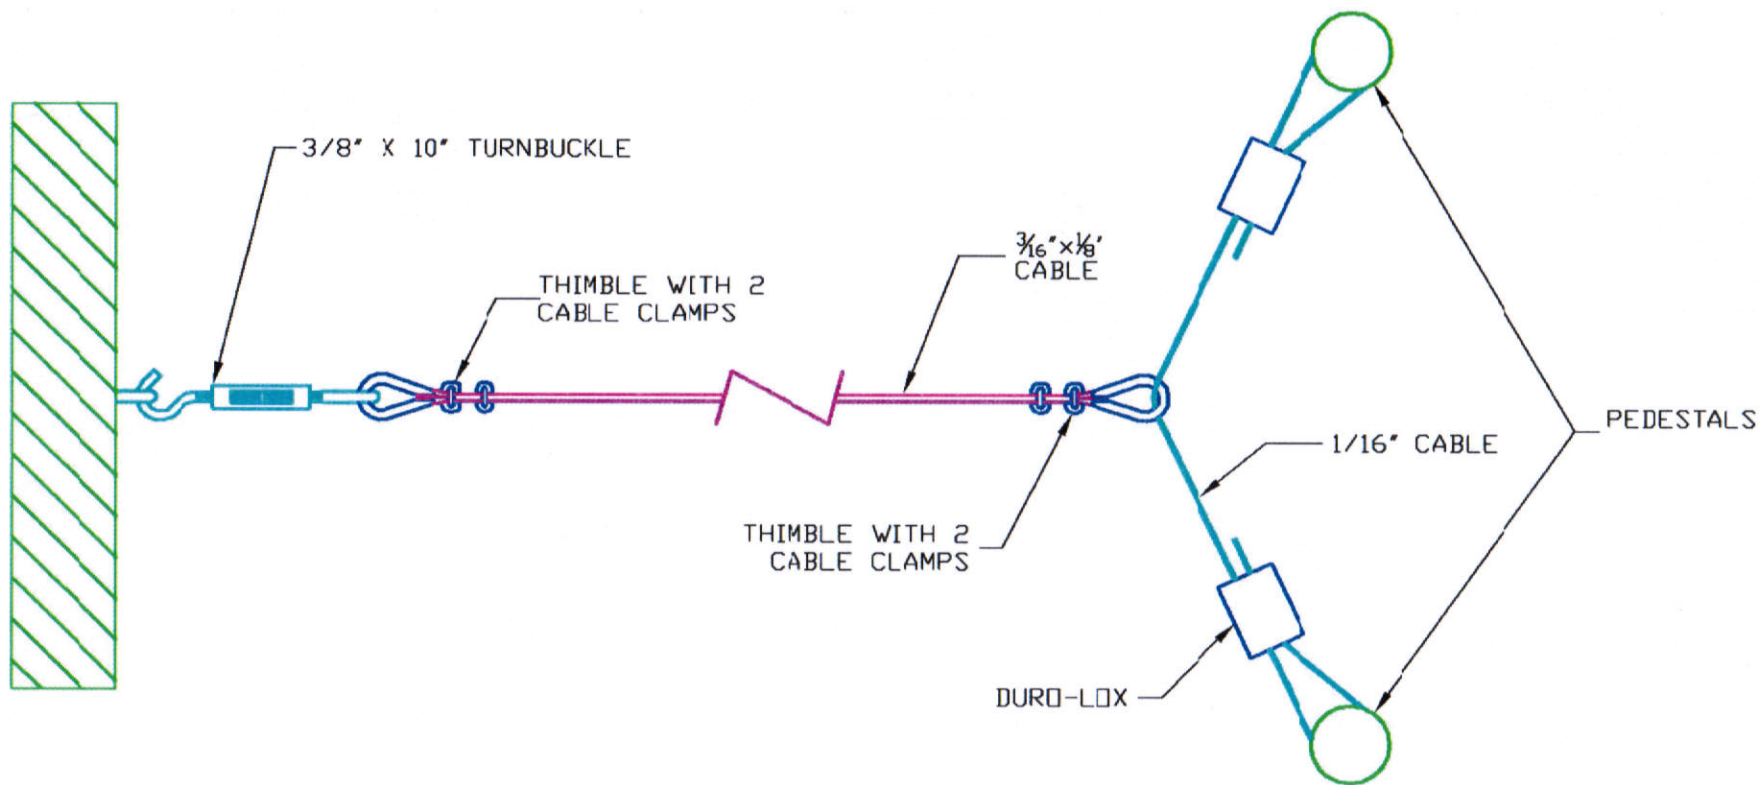 3/8" X 10" TURNBUCKLE
THIMBLE WITH 2
CABLE CLAMPS
3/16"x1/8'
CABLE
PEDESTALS
1/16" CABLE
THIMBLE WITH 2
CABLE CLAMPS
DURO-LOX